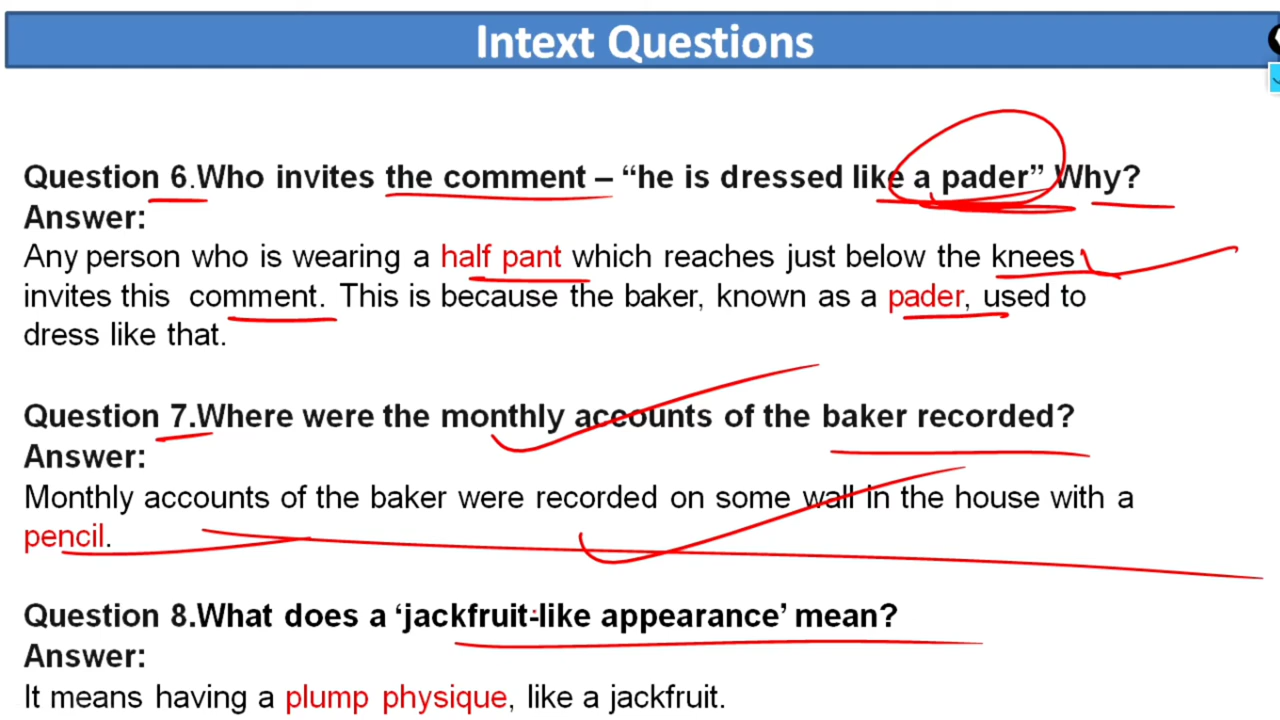 Intext Questions
Question 6.Who invites the comment – “he is dressed like a pader” Why?
Answer:
Any person who is wearing a half pant which reaches just below the knees
invites this comment. This is because the baker, known as a pader, used to
dress like that.
Question 7.Where were the monthly accounts of the baker recorded?
Answer:
Monthly accounts of the baker were recorded on some wall in the house with a
pencil.
Question 8.What does a ‘jackfruit-like appearance’ mean?
Answer:
It means having a plump physique, like a jackfruit.